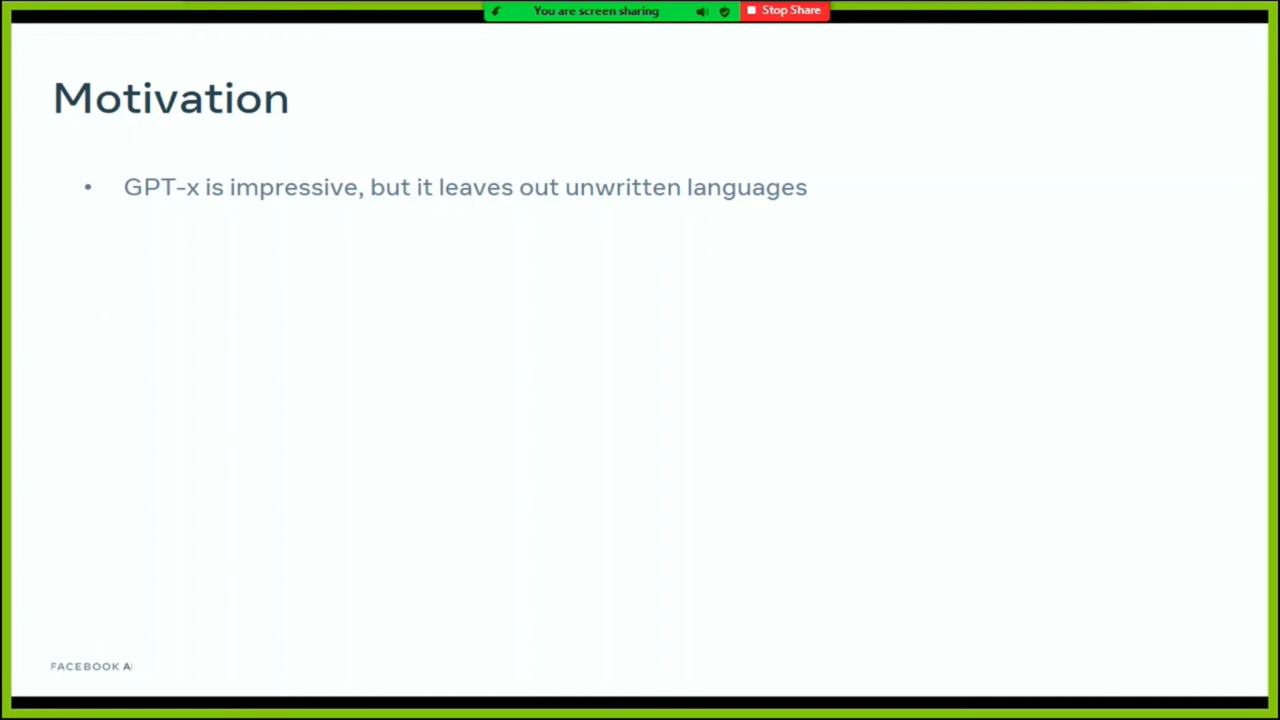 You are screen sharing
Stop Share
Motivation
• GPT-x is impressive, but it leaves out unwritten languages
FACEBOOK AI